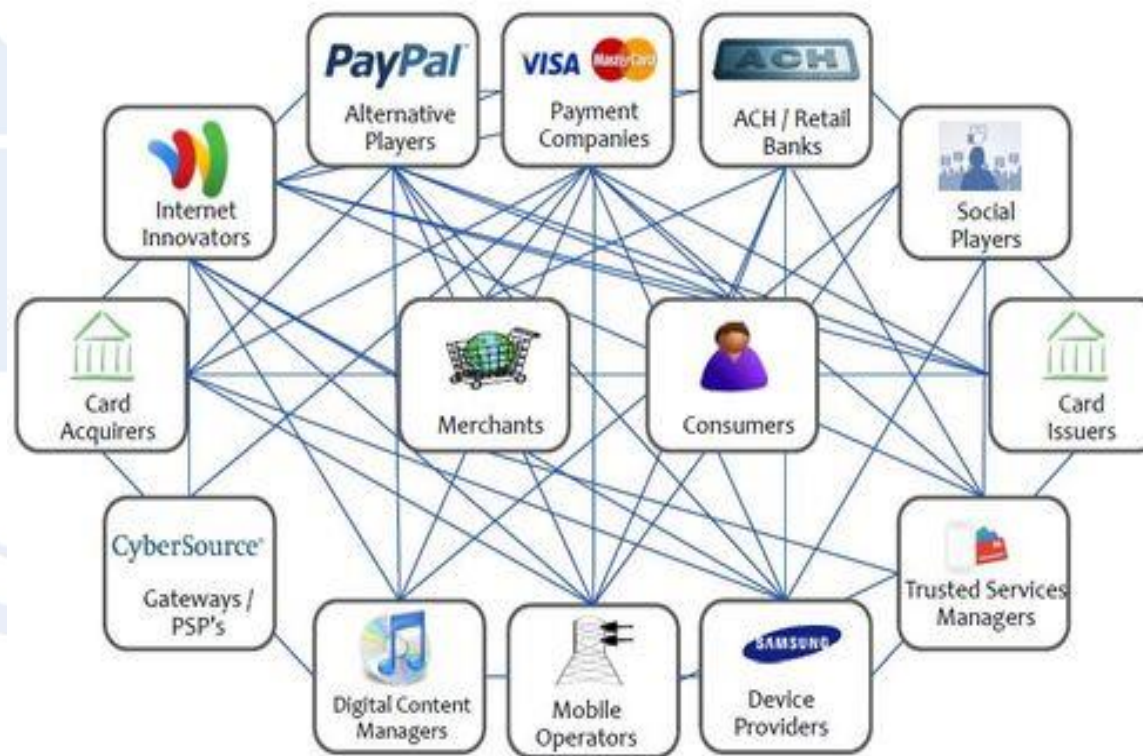 PayPal
Alternative
Players
VISA MasterCard
Payment
Companies
ACH
ACH / Retail
Banks
Internet
Innovators
Social
Players
Card
Acquirers
Merchants
Consumers
Card
Issuers
CyberSource®
Gateways /
PSP's
Digital Content
Managers
Mobile
Operators
SAMSUNG
Device
Providers
Trusted Services
Managers